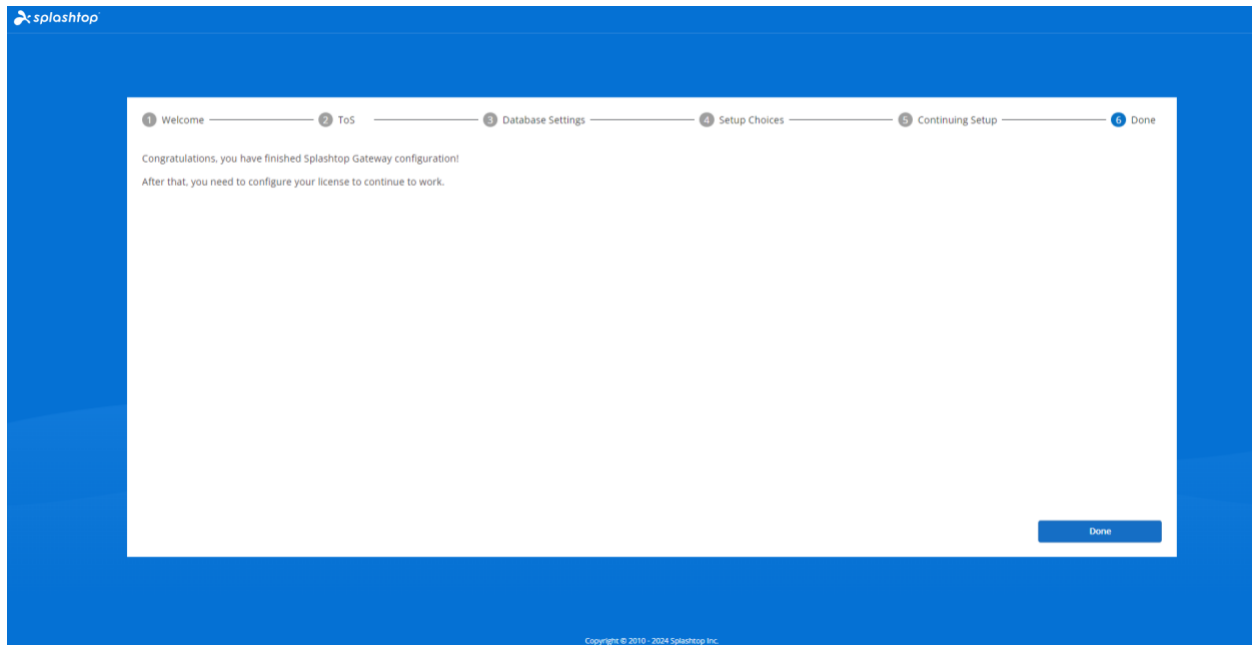 splashtop
1 Welcome 2 ToS 3 Database Settings 4 Setup Choices 5 Continuing Setup 6 Done
Congratulations, you have finished Splashtop Gateway configuration!
After that, you need to configure your license to continue to work.
Done
Copyright © 2010 - 2024 Splashtop Inc.